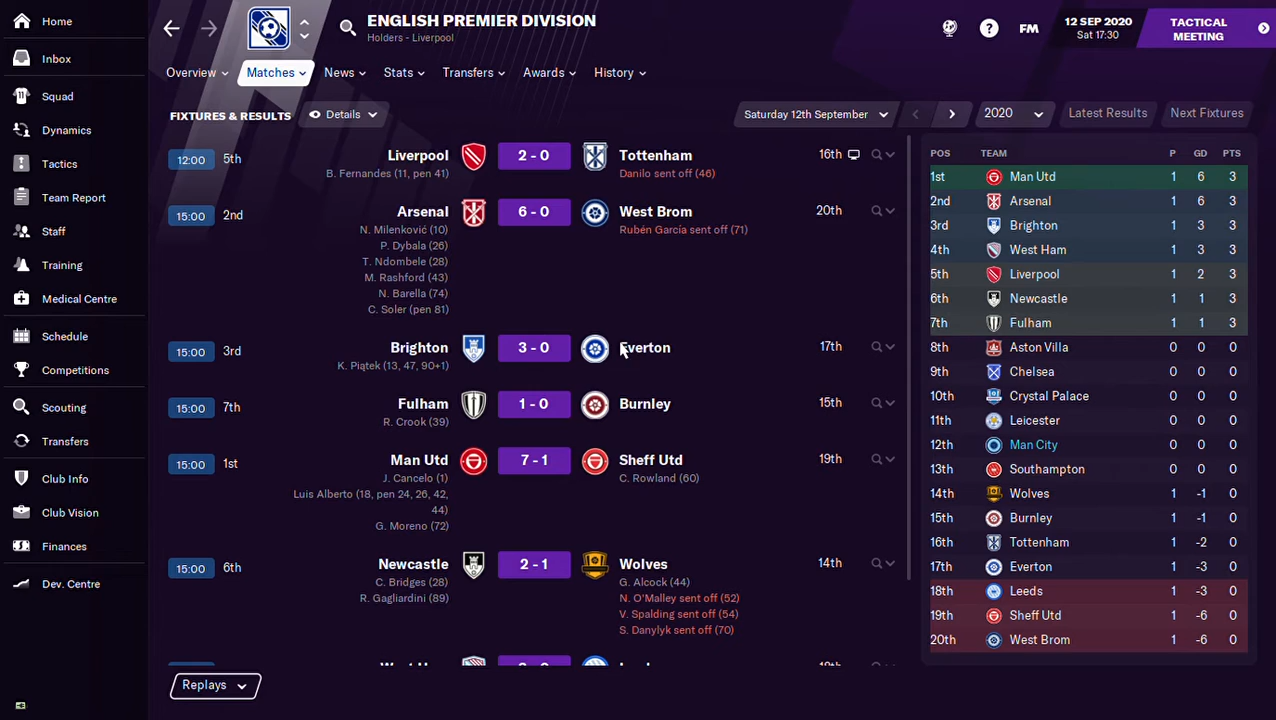 Home
Inbox
Squad
Dynamics
Tactics
Team Report
Staff
Training
Medical Centre
Schedule
Competitions
Scouting
Transfers
Club Info
Club Vision
Finances
Dev. Centre
ENGLISH PREMIER DIVISION
Holders - Liverpool
FM
12 SEP 2020
Sat 17:30
TACTICAL
MEETING
Overview Matches News Stats Transfers Awards History
FIXTURES & RESULTS Details Saturday 12th September 2020 Latest Results Next Fixtures
12:00 5th Liverpool 2 - 0 Tottenham 16th
B. Fernandes (11, pen 41) Danilo sent off (46)
15:00 2nd Arsenal 6 - 0 West Brom 20th
N. Milenković (10) Rubén García sent off (71)
P. Dybala (26)
T. Ndombele (28)
M. Rashford (43)
N. Barella (74)
C. Soler (pen 81)
15:00 3rd Brighton 3 - 0 Everton 17th
K. Piątek (13, 47, 90+1)
15:00 7th Fulham 1 - 0 Burnley 15th
R. Crook (39)
15:00 1st Man Utd 7 - 1 Sheff Utd 19th
J. Cancelo (1) C. Rowland (60)
Luis Alberto (18, pen 24, 26, 42,
44)
G. Moreno (72)
15:00 6th Newcastle 2 - 1 Wolves 14th
C. Bridges (28) G. Alcock (44)
R. Gagliardini (89) N. O'Malley sent off (52)
V. Spalding sent off (54)
S. Danylyk sent off (70)
Replays
POS TEAM P GD PTS
1st Man Utd 1 6 3
2nd Arsenal 1 6 3
3rd Brighton 1 3 3
4th West Ham 1 3 3
5th Liverpool 1 2 3
6th Newcastle 1 1 3
7th Fulham 1 1 3
8th Aston Villa 0 0 0
9th Chelsea 0 0 0
10th Crystal Palace 0 0 0
11th Leicester 0 0 0
12th Man City 0 0 0
13th Southampton 0 0 0
14th Wolves 1 -1 0
15th Burnley 1 -1 0
16th Tottenham 1 -2 0
17th Everton 1 -3 0
18th Leeds 1 -3 0
19th Sheff Utd 1 -6 0
20th West Brom 1 -6 0